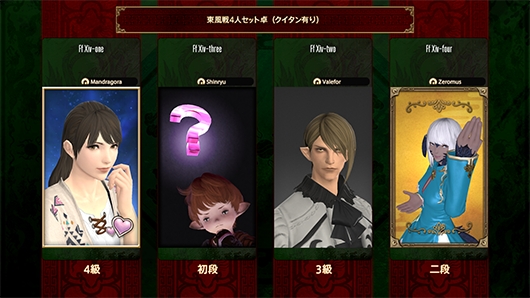 東風戦4人セット卓（クイタン有り）
Ff Xiv-one
Mandragora
4級
Ff Xiv-three
Shinryu
初段
Ff Xiv-two
Valefor
3級
Ff Xiv-four
Zeromus
二段